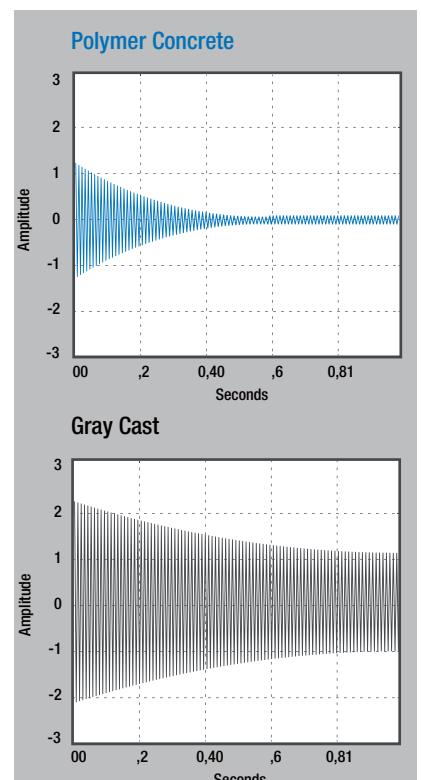 Polymer Concrete
3
2
1
0
-1
-2
-3
Amplitude
00 ,2 0,40 ,6 0,81
Seconds
Gray Cast
3
2
1
0
-1
-2
-3
Amplitude
00 ,2 0,40 ,6 0,81
Seconds